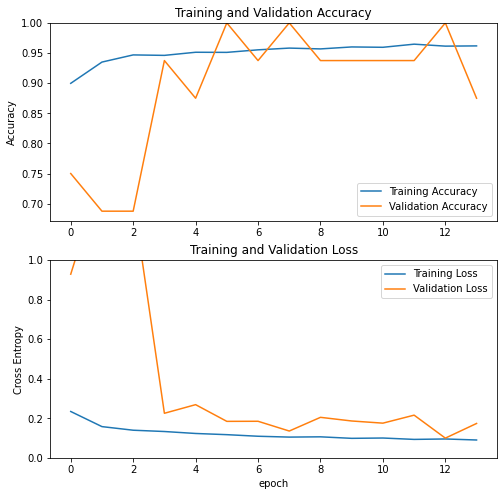 Training and Validation Accuracy
1.00
0.95
0.90
0.85
0.80
0.75
0.70
Accuracy
Training Accuracy
Validation Accuracy
0 2 4 6 8 10 12
Training and Validation Loss
1.0
0.8
0.6
0.4
0.2
0.0
Cross Entropy
Training Loss
Validation Loss
0 2 4 6 8 10 12
epoch